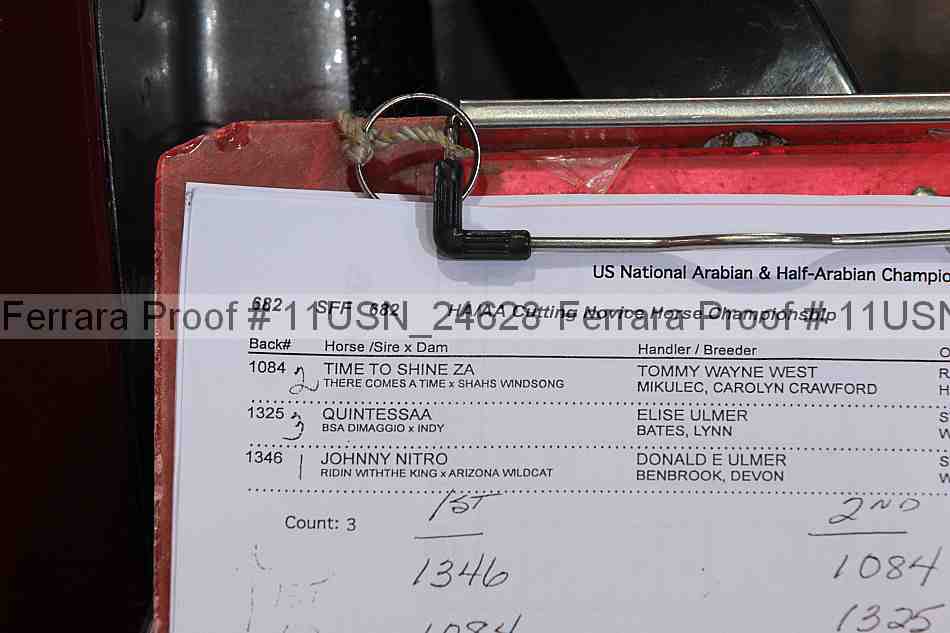 US National Arabian & Half-Arabian Champio
682 SFF 682 HA/AA Cutting Novice Horse Championship
Ferrara Proof # 11USN_24628 Ferrara Proof # 11USN
Back# Horse /Sire x Dam Handler / Breeder O
1084 2 TIME TO SHINE ZA TOMMY WAYNE WEST R
THERE COMES A TIME x SHAHS WINDSONG MIKULEC, CAROLYN CRAWFORD H
1325 3 QUINTESSAA ELISE ULMER S
BSA DIMAGGIO x INDY BATES, LYNN W
1346 1 JOHNNY NITRO DONALD E ULMER S
RIDIN WITHTHE KING x ARIZONA WILDCAT BENBROOK, DEVON W
Count: 3 1ST 2ND
1346 1084
1084 1325